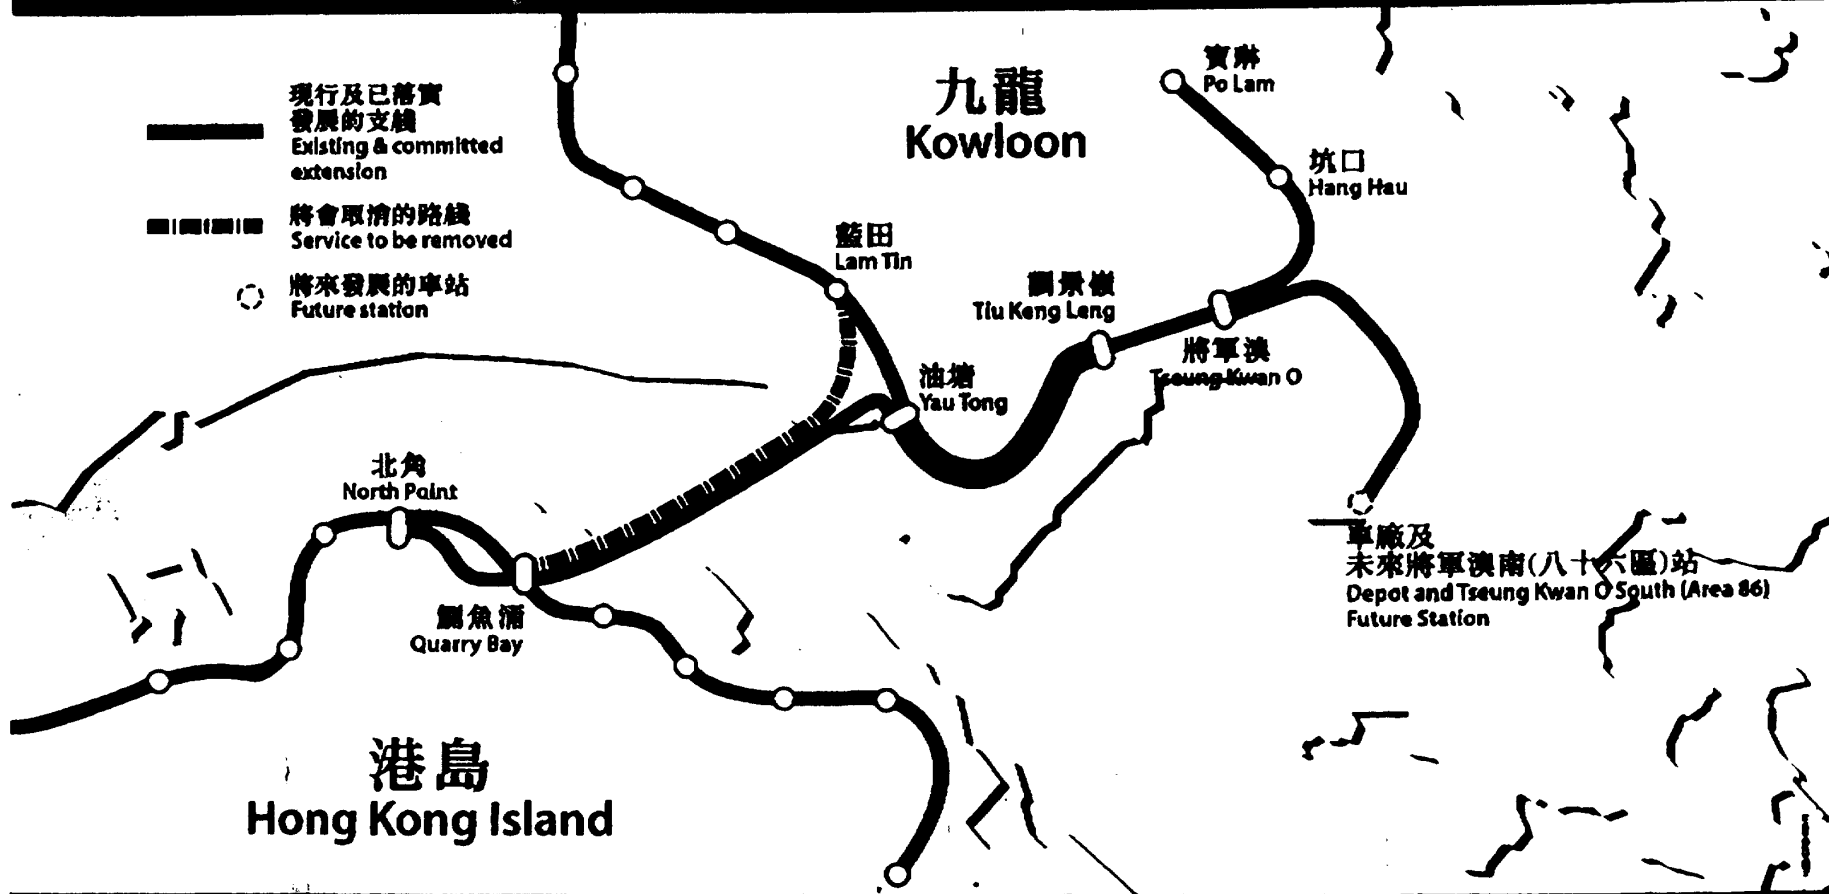 現行及已落實
發展的支綫
Existing & committed
extension
將會取消的路綫
Service to be removed
將來發展的車站
Future station
九龍
Kowloon
寶琳
Po Lam
坑口
Hang Hau
藍田
Lam Tin
調景嶺
Tiu Keng Leng
將軍澳
Tseung Kwan O
油塘
Yau Tong
北角
North Point
鰂魚涌
Quarry Bay
車廠及
未來將軍澳南(八十六區)站
Depot and Tseung Kwan O South (Area 86)
Future Station
港島
Hong Kong Island